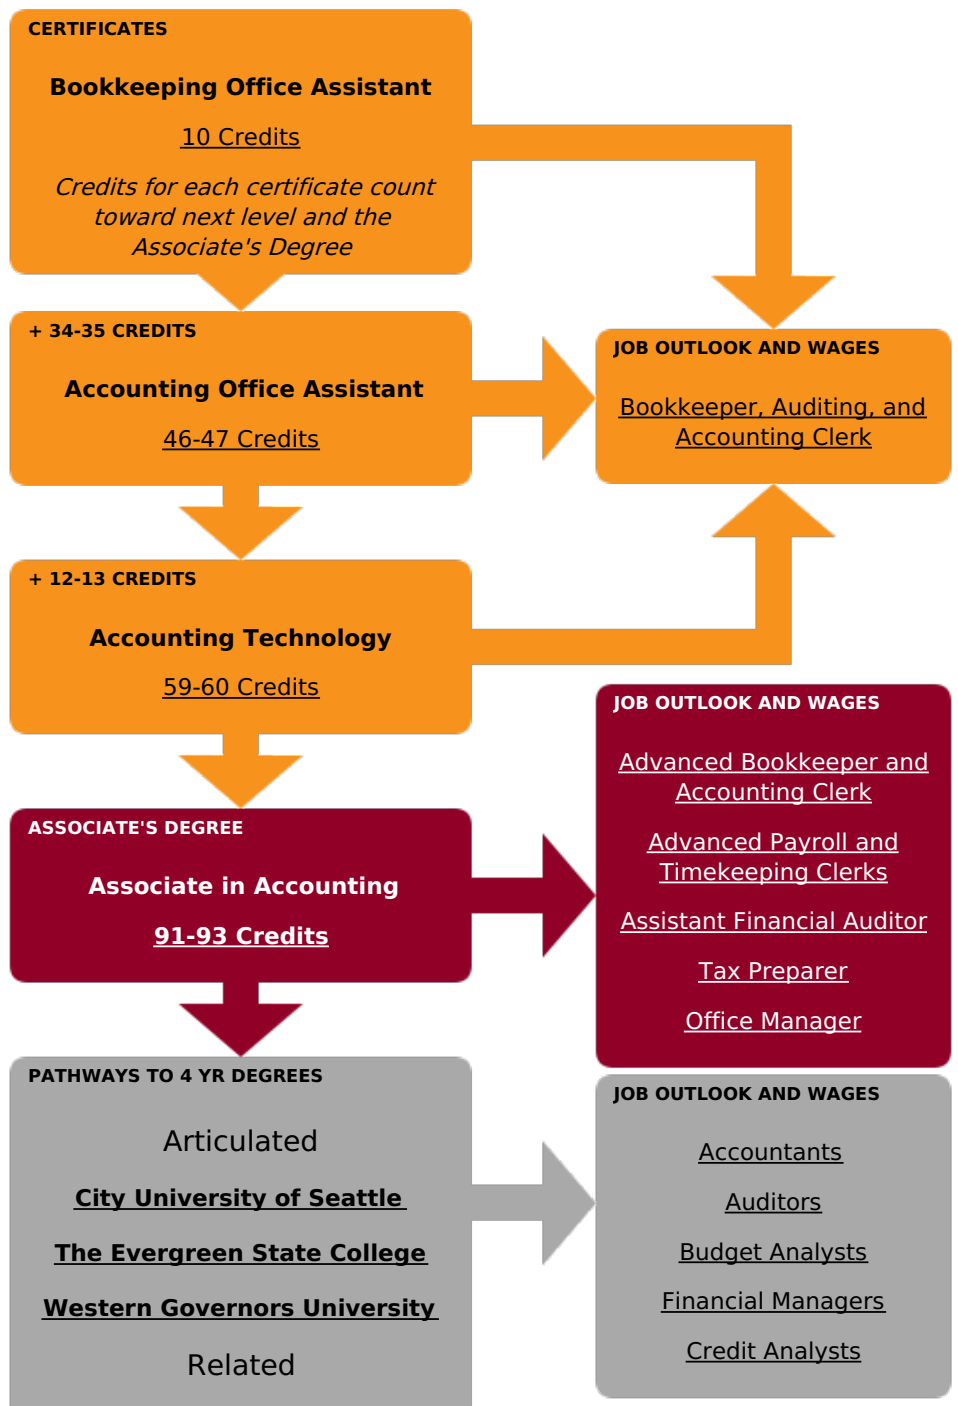 CERTIFICATES
Bookkeeping Office Assistant
10 Credits
Credits for each certificate count
toward next level and the
Associate's Degree
+ 34-35 CREDITS
Accounting Office Assistant
46-47 Credits
JOB OUTLOOK AND WAGES
Bookkeeper, Auditing, and
Accounting Clerk
+ 12-13 CREDITS
Accounting Technology
59-60 Credits
JOB OUTLOOK AND WAGES
Advanced Bookkeeper and
Accounting Clerk
Advanced Payroll and
Timekeeping Clerks
Assistant Financial Auditor
Tax Preparer
Office Manager
ASSOCIATE'S DEGREE
Associate in Accounting
91-93 Credits
PATHWAYS TO 4 YR DEGREES
Articulated
City University of Seattle
The Evergreen State College
Western Governors University
Related
JOB OUTLOOK AND WAGES
Accountants
Auditors
Budget Analysts
Financial Managers
Credit Analysts